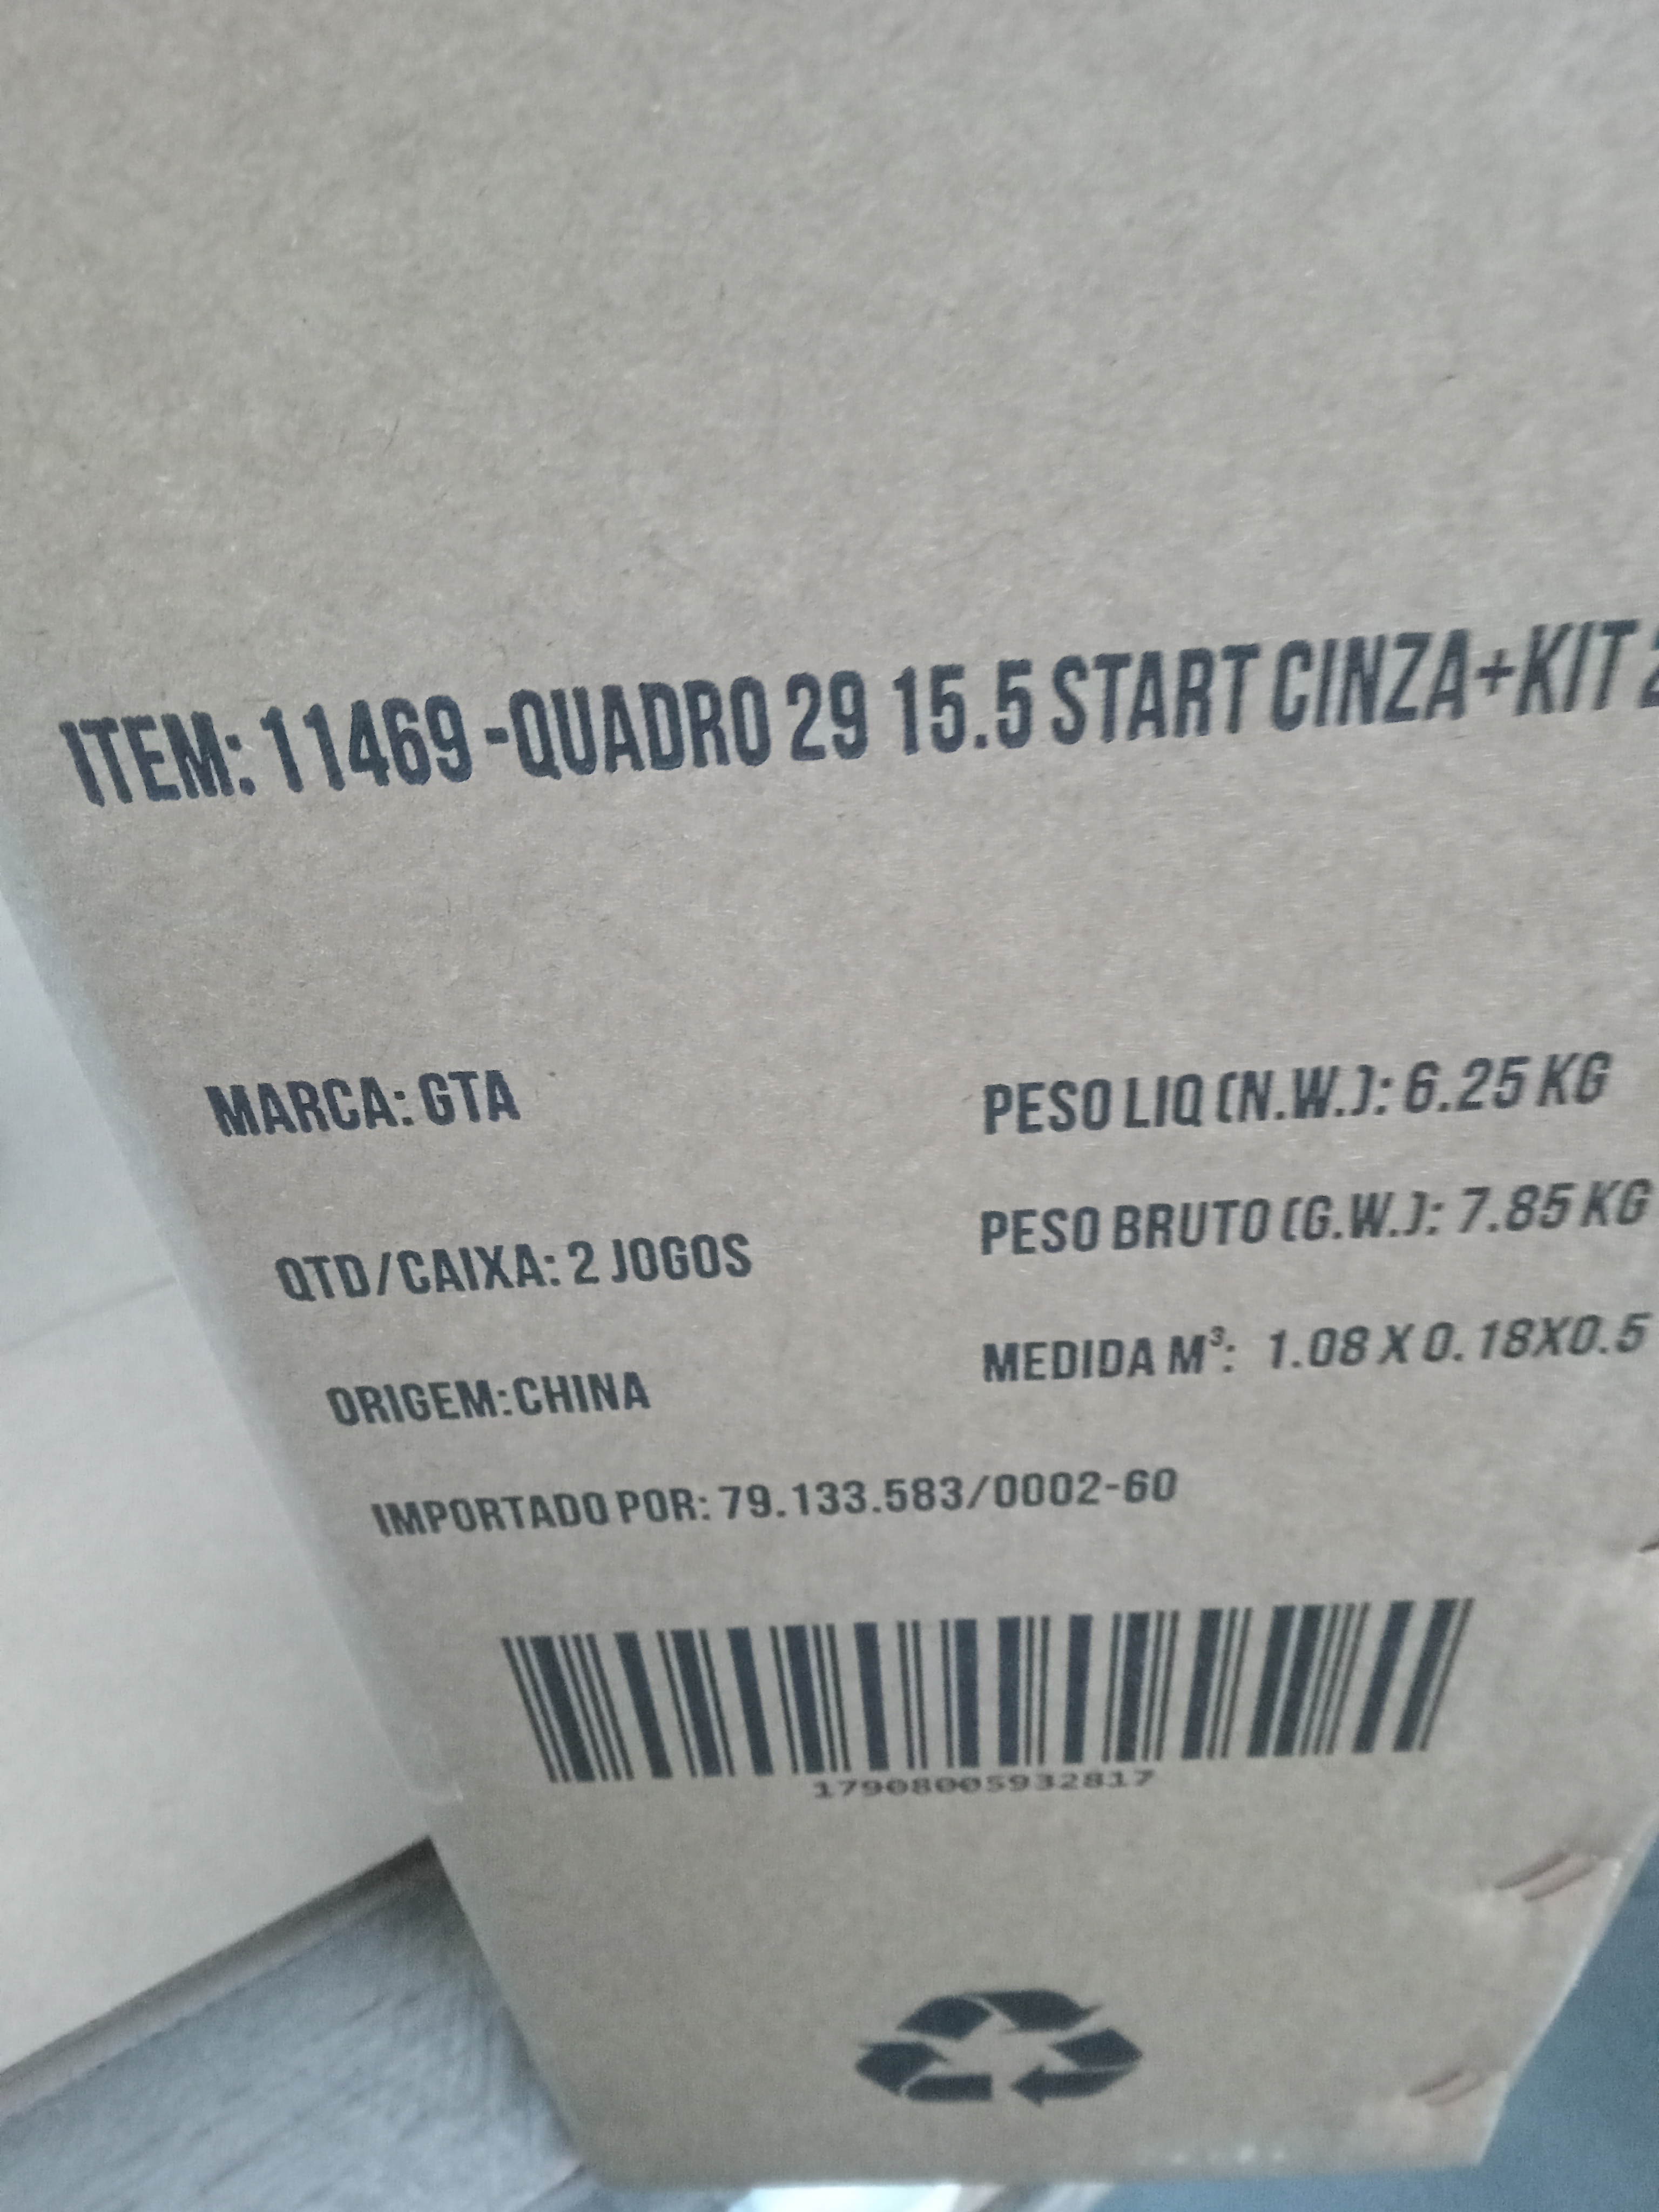 ITEM: 11469 -QUADRO 29 15.5 START CINZA+KIT
MARCA: GTA
PESO LIQ (N.W.): 6.25 KG
QTD/CAIXA: 2 JOGOS
PESO BRUTO (G.W.): 7.85 KG
ORIGEM:CHINA
MEDIDA M³: 1.08 X 0.18X0.5
IMPORTADO POR: 79.133.583/0002-60
17908005932817